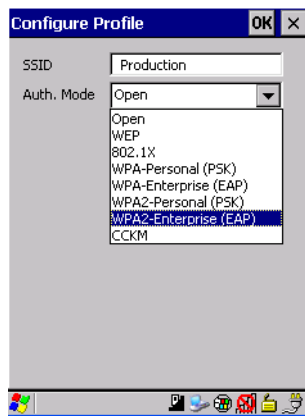 Configure Profile OK ×
SSID Production
Auth. Mode Open
Open
WEP
802.1X
WPA-Personal (PSK)
WPA-Enterprise (EAP)
WPA2-Personal (PSK)
WPA2-Enterprise (EAP)
CCKM